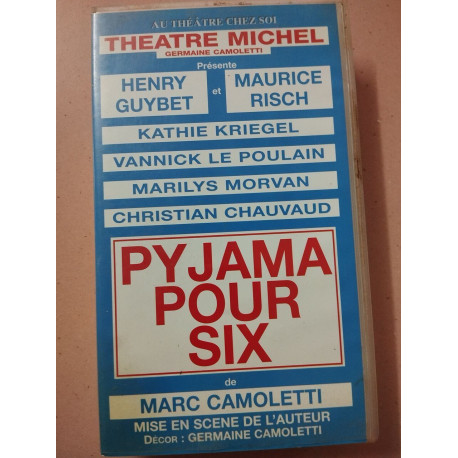 AU THÉÂTRE CHEZ SOI
THEATRE MICHEL
GERMAINE CAMOLETTI
Présente
HENRY
GUYBET
et
MAURICE
RISCH
KATHIE KRIEGEL
VANNICK LE POULAIN
MARILYS MORVAN
CHRISTIAN CHAUVAUD
PYJAMA
POUR
SIX
de
MARC CAMOLETTI
MISE EN SCENE DE L'AUTEUR
DÉCOR : GERMAINE CAMOLETTI